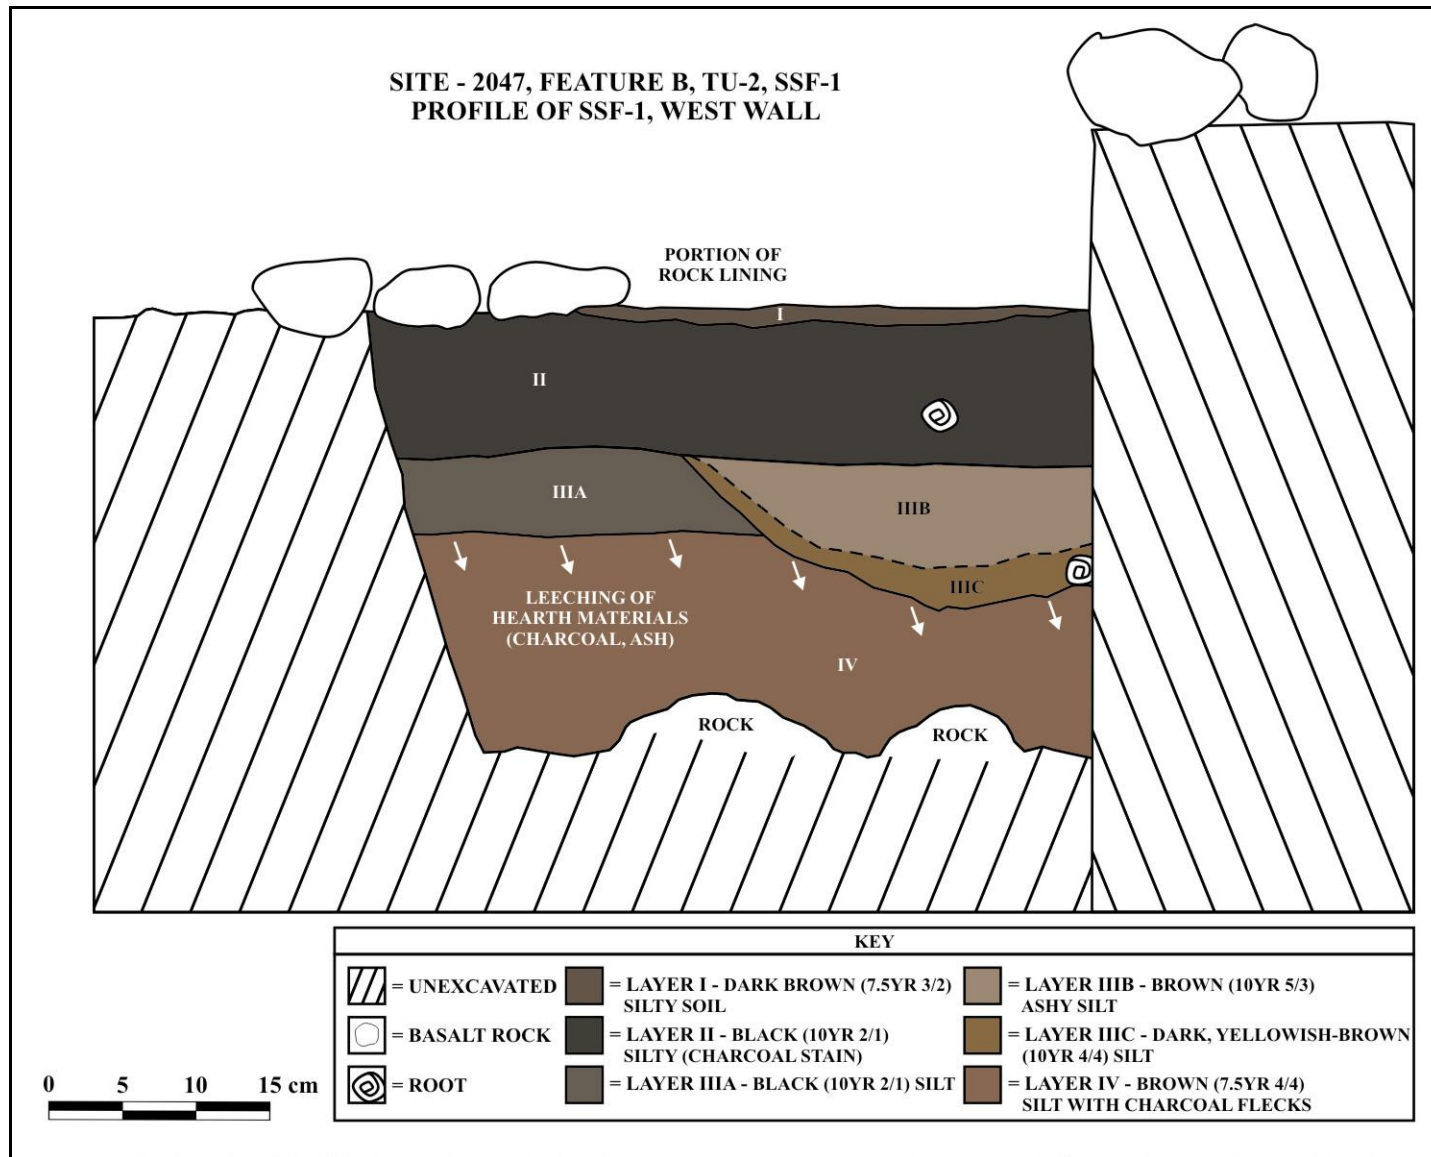 SITE - 2047, FEATURE B, TU-2, SSF-1
PROFILE OF SSF-1, WEST WALL
PORTION OF
ROCK LINING
I
II
IIIA
IIIB
IIIC
LEECHING OF
HEARTH MATERIALS
(CHARCOAL, ASH)
IV
ROCK
ROCK
KEY
= UNEXCAVATED
= BASALT ROCK
= ROOT
= LAYER I - DARK BROWN (7.5YR 3/2)
SILTY SOIL
= LAYER II - BLACK (10YR 2/1)
SILTY (CHARCOAL STAIN)
= LAYER IIIA - BLACK (10YR 2/1) SILT
= LAYER IIIB - BROWN (10YR 5/3)
ASHY SILT
= LAYER IIIC - DARK, YELLOWISH-BROWN
(10YR 4/4) SILT
= LAYER IV - BROWN (7.5YR 4/4)
SILT WITH CHARCOAL FLECKS
0 5 10 15 cm